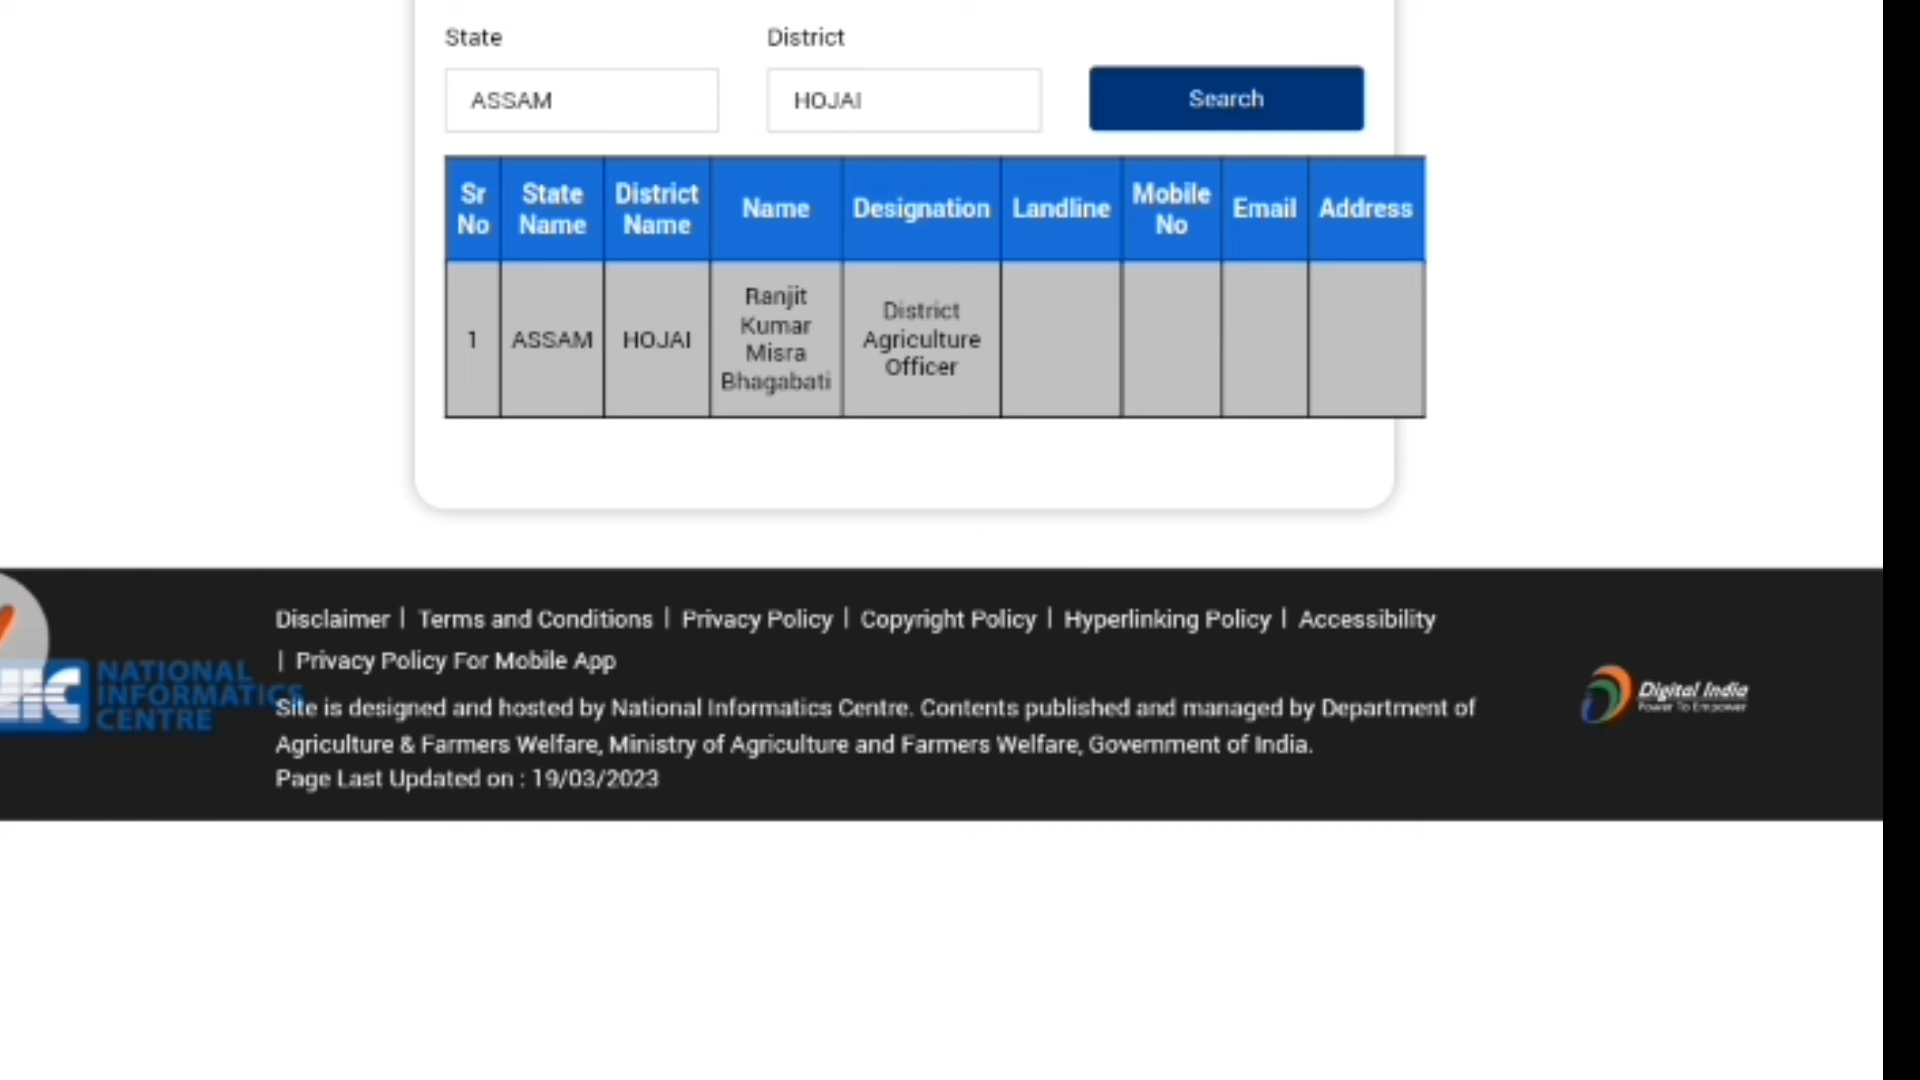 State District
ASSAM HOJAI Search
Sr No State Name District Name Name Designation Landline Mobile No Email Address
1 ASSAM HOJAI Ranjit Kumar Misra Bhagabati District Agriculture Officer
Disclaimer | Terms and Conditions | Privacy Policy | Copyright Policy | Hyperlinking Policy | Accessibility
| Privacy Policy For Mobile App
NATIONAL
INFORMATICS
CENTRE
Site is designed and hosted by National Informatics Centre. Contents published and managed by Department of
Agriculture & Farmers Welfare, Ministry of Agriculture and Farmers Welfare, Government of India.
Page Last Updated on : 19/03/2023
Digital India
Power To Empower